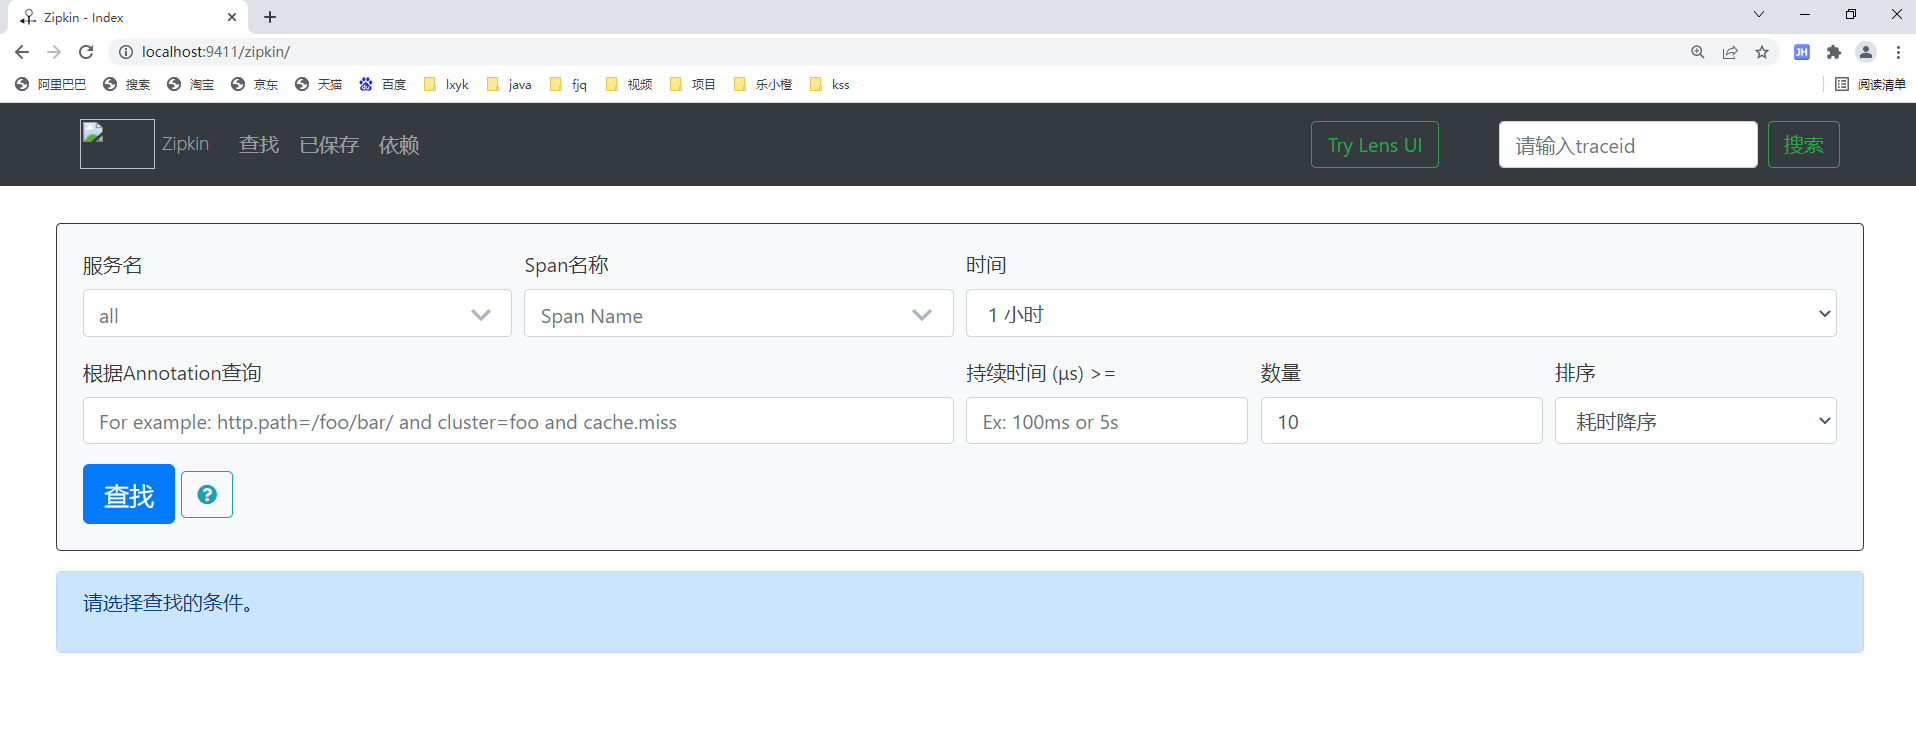 Zipkin - Index
localhost:9411/zipkin/
JH
阿里巴巴 搜索 淘宝 京东 天猫 百度 lxyk java fjq 视频 项目 乐小橙 kss 阅读清单
Zipkin 查找 已保存 依赖 Try Lens UI 请输入traceid 搜索
服务名 Span名称 时间
all Span Name 1 小时
根据Annotation查询 持续时间 (μs) >= 数量 排序
For example: http.path=/foo/bar/ and cluster=foo and cache.miss Ex: 100ms or 5s 10 耗时降序
查找 ?
请选择查找的条件。